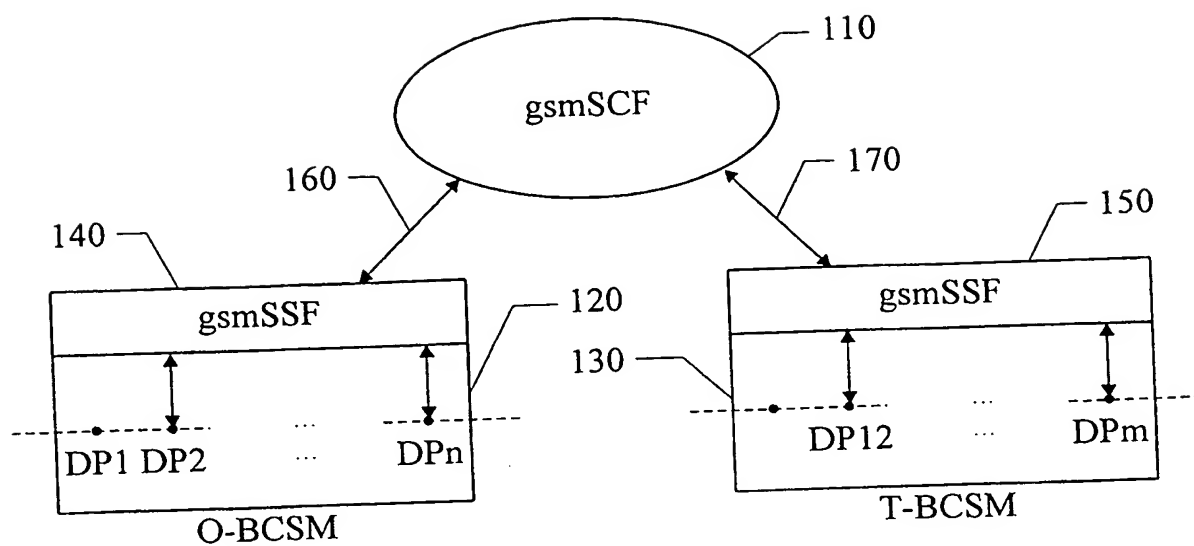 110
gsmSCF
160
170
140
150
gsmSSF
120
gsmSSF
130
DP1 DP2 ... ... DPn
DP12 ... ... DPm
O-BCSM
T-BCSM